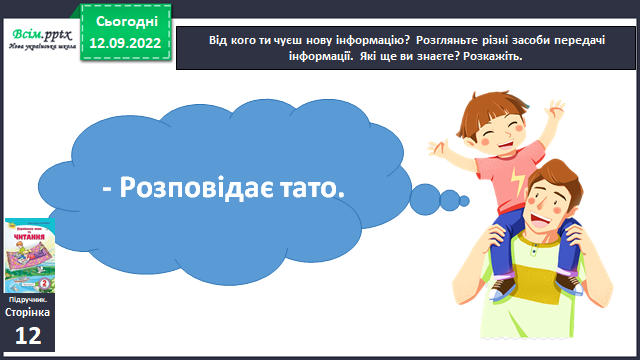 Всім.pptx
Нова українська школа
Сьогодні
12.09.2022
Від кого ти чуєш нову інформацію? Розгляньте різні засоби передачі
інформації. Які ще ви знаєте? Розкажіть.
- Розповідає тато.
ЧИТАННЯ
2
Підручник.
Сторінка
12